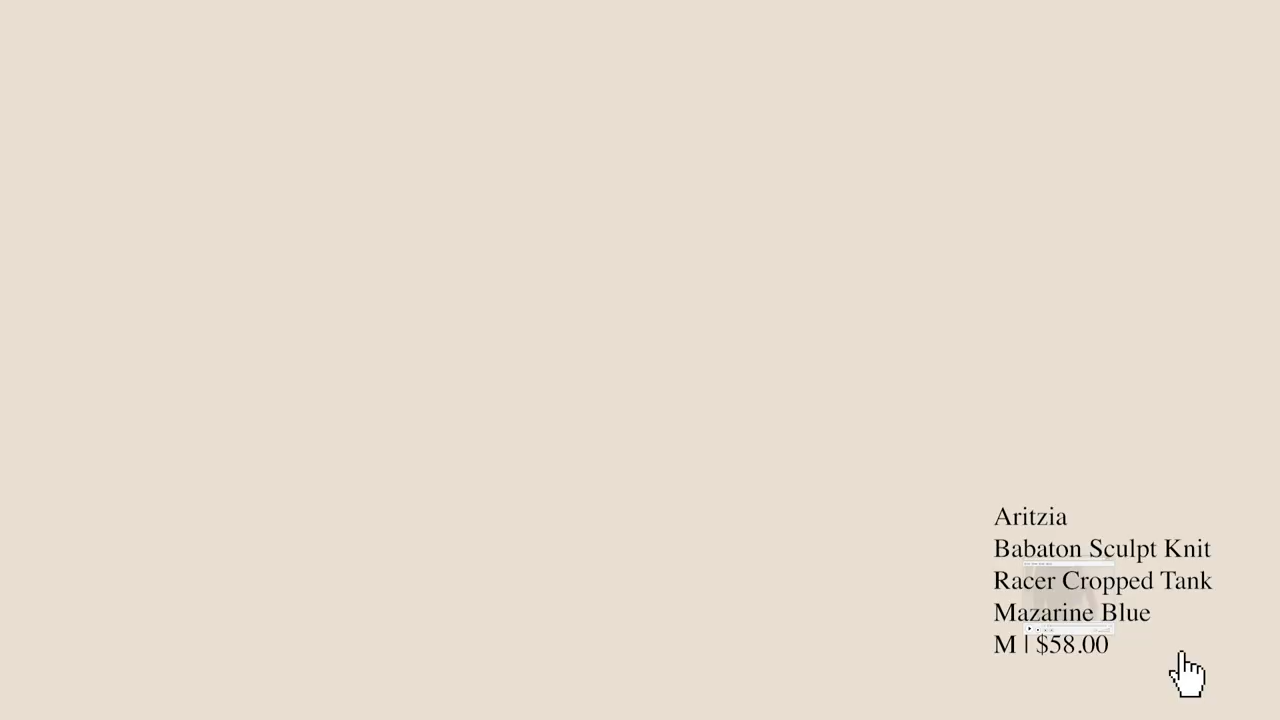 Aritzia
Babaton Sculpt Knit
Racer Cropped Tank
Mazarine Blue
M | $58.00